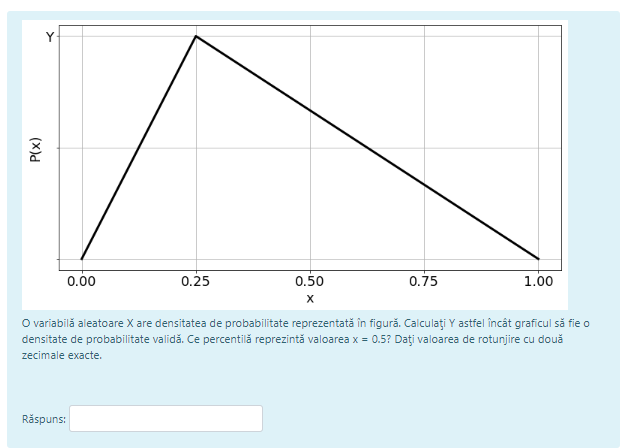 Y
P(x)
0.00 0.25 0.50 0.75 1.00
x
O variabilă aleatoare X are densitatea de probabilitate reprezentată în figură. Calculați Y astfel încât graficul să fie o
densitate de probabilitate validă. Ce percentilă reprezintă valoarea x = 0.5? Dați valoarea de rotunjire cu două
zecimale exacte.
Răspuns: